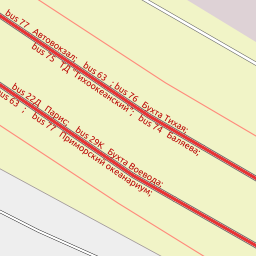 bus 77 Автовокзал; bus 63 ; bus 76 Бухта Тихая;
bus 75 ТД "Тихоокеанский"; bus 74 Баляева;
bus 22Д Парис; bus 29К Бухта Воевода;
bus 63 ; bus 77 Приморский океанариум;